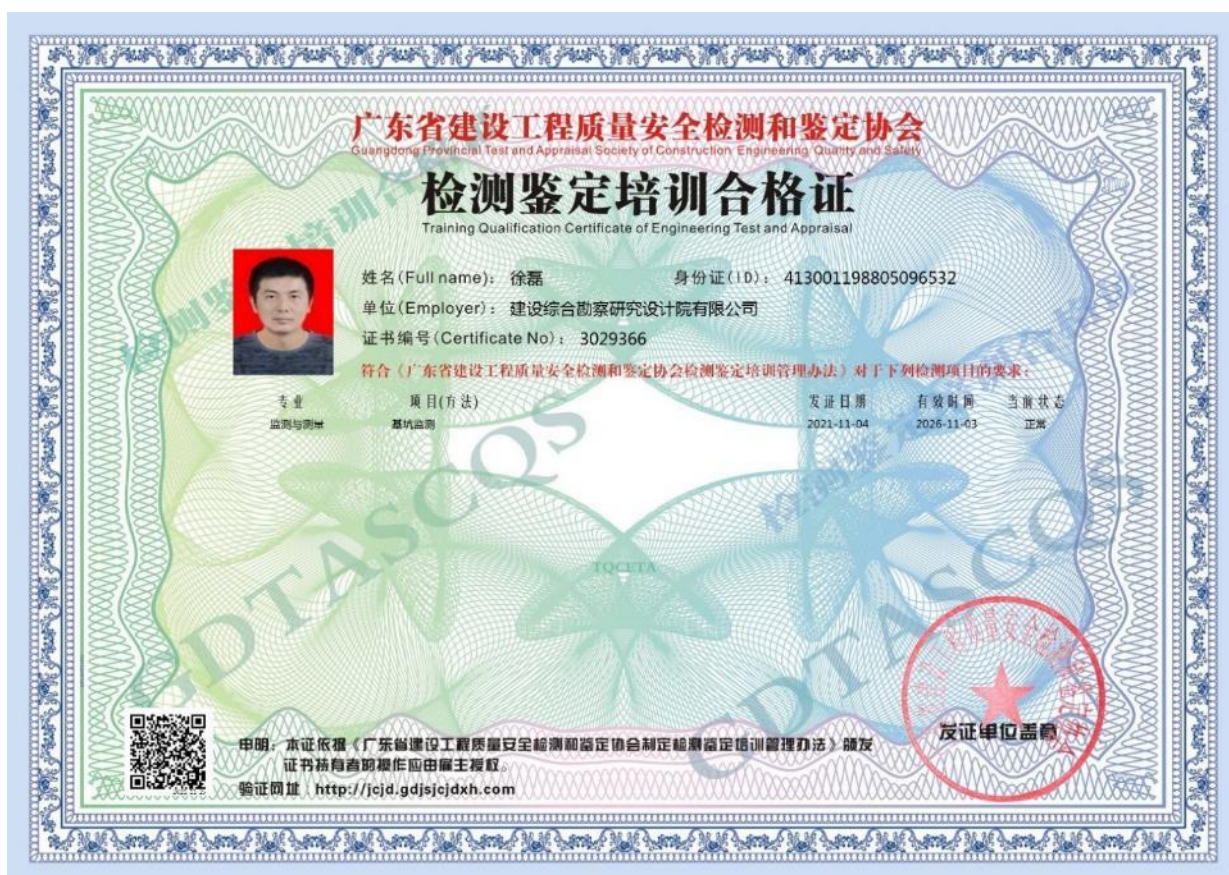 广东省建设工程质量安全检测和鉴定协会
Guangdong Provincial Test and Appraisal Society of Construction Engineering Quality and Safety
检测鉴定培训合格证
Training Qualification Certificate of Engineering Test and Appraisal
姓名(Full name): 徐磊 身份证(ID): 413001198805096532
单位(Employer): 建设综合勘察研究设计院有限公司
证书编号(Certificate No): 3029366
符合《广东省建设工程质量安全检测和鉴定协会检测鉴定培训管理办法》对于下列检测项目的要求:
专业 项目(方法) 发证日期 有效时间 当前状态
监测与测量 基坑监测 2021-11-04 2026-11-03 正常
GDTASCQS
GDTASCQS
TQCETA
发证单位盖章
申明: 本证依据《广东省建设工程质量安全检测和鉴定协会制定检测鉴定培训管理办法》颁发
证书持有者的操作应由雇主授权。
验证网址 http://jcjd.gdjsjcjdxh.com